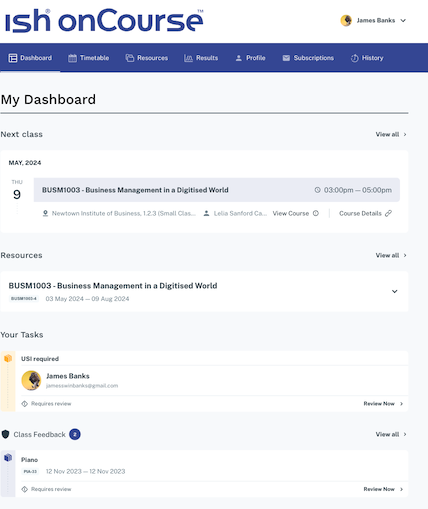 ish® onCourse™
James Banks
Dashboard Timetable Resources Results Profile Subscriptions History
My Dashboard
Next class View all
MAY, 2024
THU
9
BUSM1003 - Business Management in a Digitised World 03:00pm — 05:00pm
Newtown Institute of Business, 1.2.3 (Small Glas... Lelia Sanford Ca... View Course Course Details
Resources View all
BUSM1003 - Business Management in a Digitised World
BUSM1003-4 03 May 2024 — 09 Aug 2024
Your Tasks
USI required
James Banks
jamesswinbanks@gmail.com
Requires review Review Now
Class Feedback 2 View all
Piano
PIA-33 12 Nov 2023 — 12 Nov 2023
Requires review Review Now